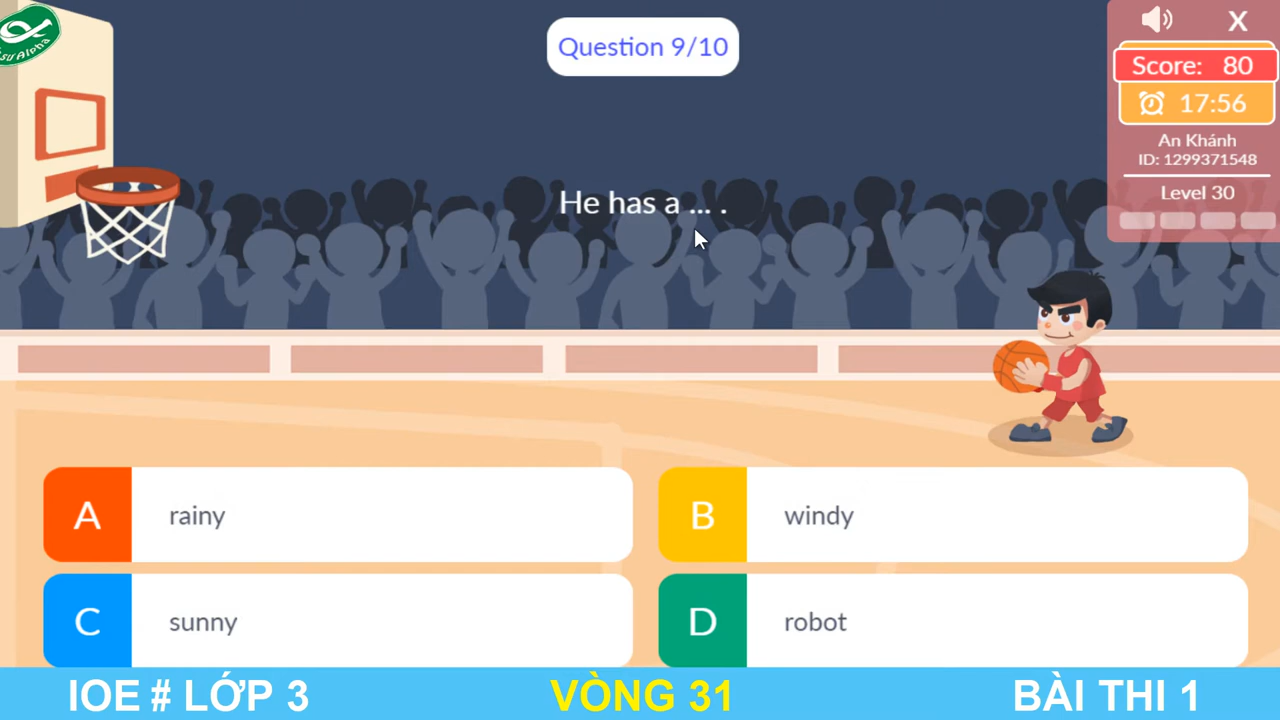 Question 9/10
X
Score: 80
17:56
An Khánh
ID: 1299371548
Level 30
He has a ... .
A rainy
B windy
C sunny
D robot
IOE # LỚP 3 VÒNG 31 BÀI THI 1